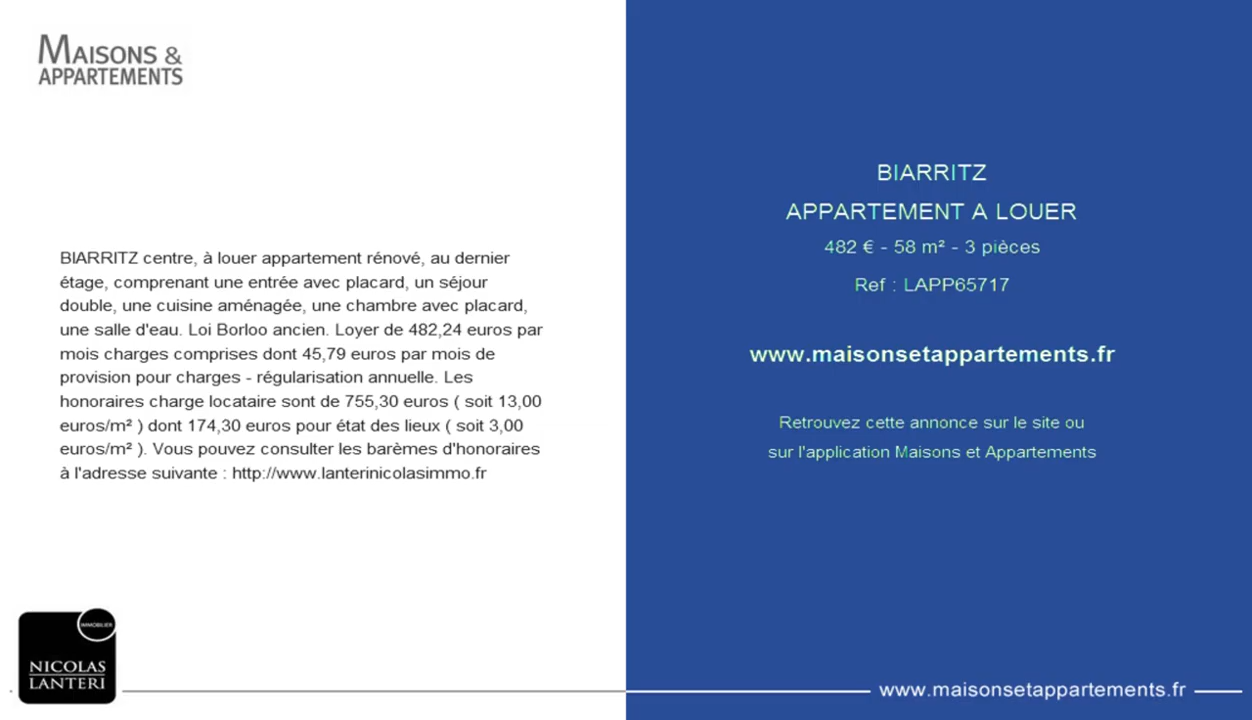 MAISONS &
APPARTEMENTS
BIARRITZ centre, à louer appartement rénové, au dernier
étage, comprenant une entrée avec placard, un séjour
double, une cuisine aménagée, une chambre avec placard,
une salle d'eau. Loi Borloo ancien. Loyer de 482,24 euros par
mois charges comprises dont 45,79 euros par mois de
provision pour charges - régularisation annuelle. Les
honoraires charge locataire sont de 755,30 euros ( soit 13,00
euros/m² ) dont 174,30 euros pour état des lieux ( soit 3,00
euros/m² ). Vous pouvez consulter les barèmes d'honoraires
à l'adresse suivante : http://www.lanterinicolasimmo.fr
IMMOBILIER
NICOLAS
LANTERI
BIARRITZ
APPARTEMENT A LOUER
482 € - 58 m² - 3 pièces
Ref : LAPP65717
www.maisonsetappartements.fr
Retrouvez cette annonce sur le site ou
sur l'application Maisons et Appartements
www.maisonsetappartements.fr